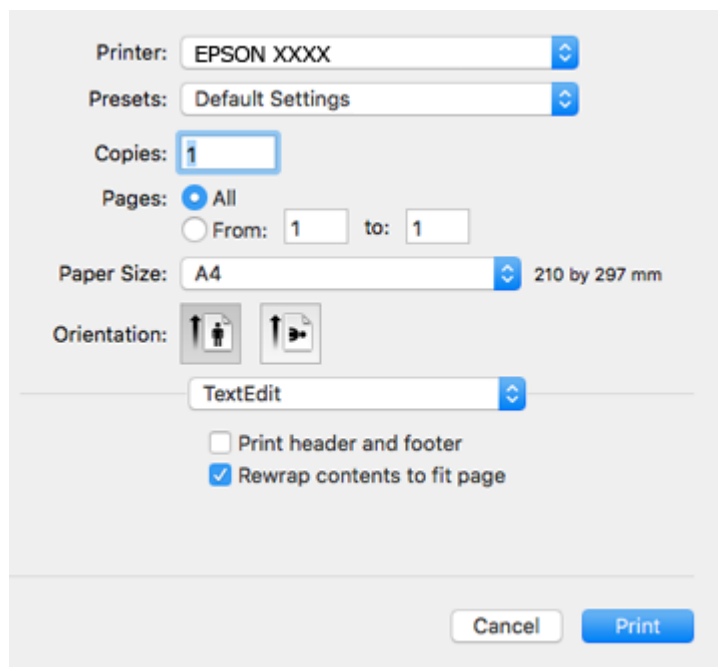 Printer: EPSON XXXX
Presets: Default Settings
Copies: 1
Pages: All
From: 1 to: 1
Paper Size: A4 210 by 297 mm
Orientation:
TextEdit
Print header and footer
Rewrap contents to fit page
Cancel Print